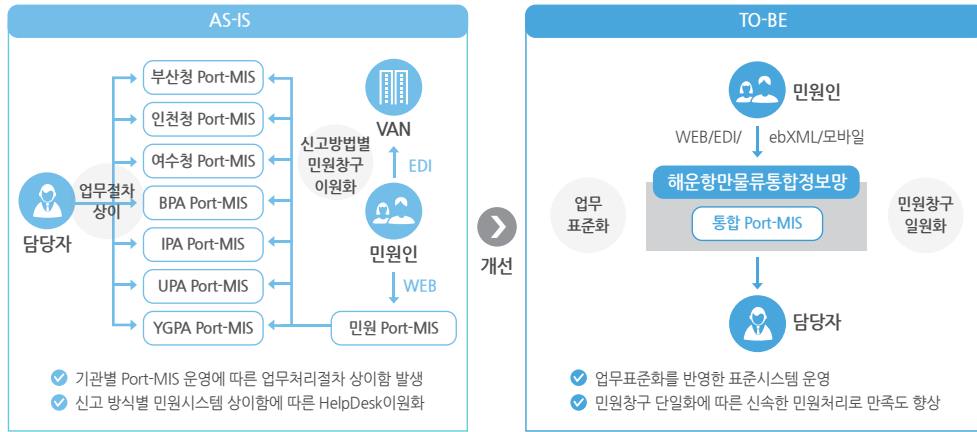 AS-IS
부산청 Port-MIS
인천청 Port-MIS
여수청 Port-MIS
BPA Port-MIS
IPA Port-MIS
UPA Port-MIS
YGPA Port-MIS
업무절차
상이
담당자
신고방법별
민원창구
이원화
VAN
EDI
민원인
WEB
민원 Port-MIS
기관별 Port-MIS 운영에 따른 업무처리절차 상이함 발생
신고 방식별 민원시스템 상이함에 따른 HelpDesk이원화
개선
TO-BE
민원인
WEB/EDI/ ebXML/모바일
해운항만물류통합정보망
통합 Port-MIS
업무
표준화
민원창구
일원화
담당자
업무표준화를 반영한 표준시스템 운영
민원창구 단일화에 따른 신속한 민원처리로 만족도 향상